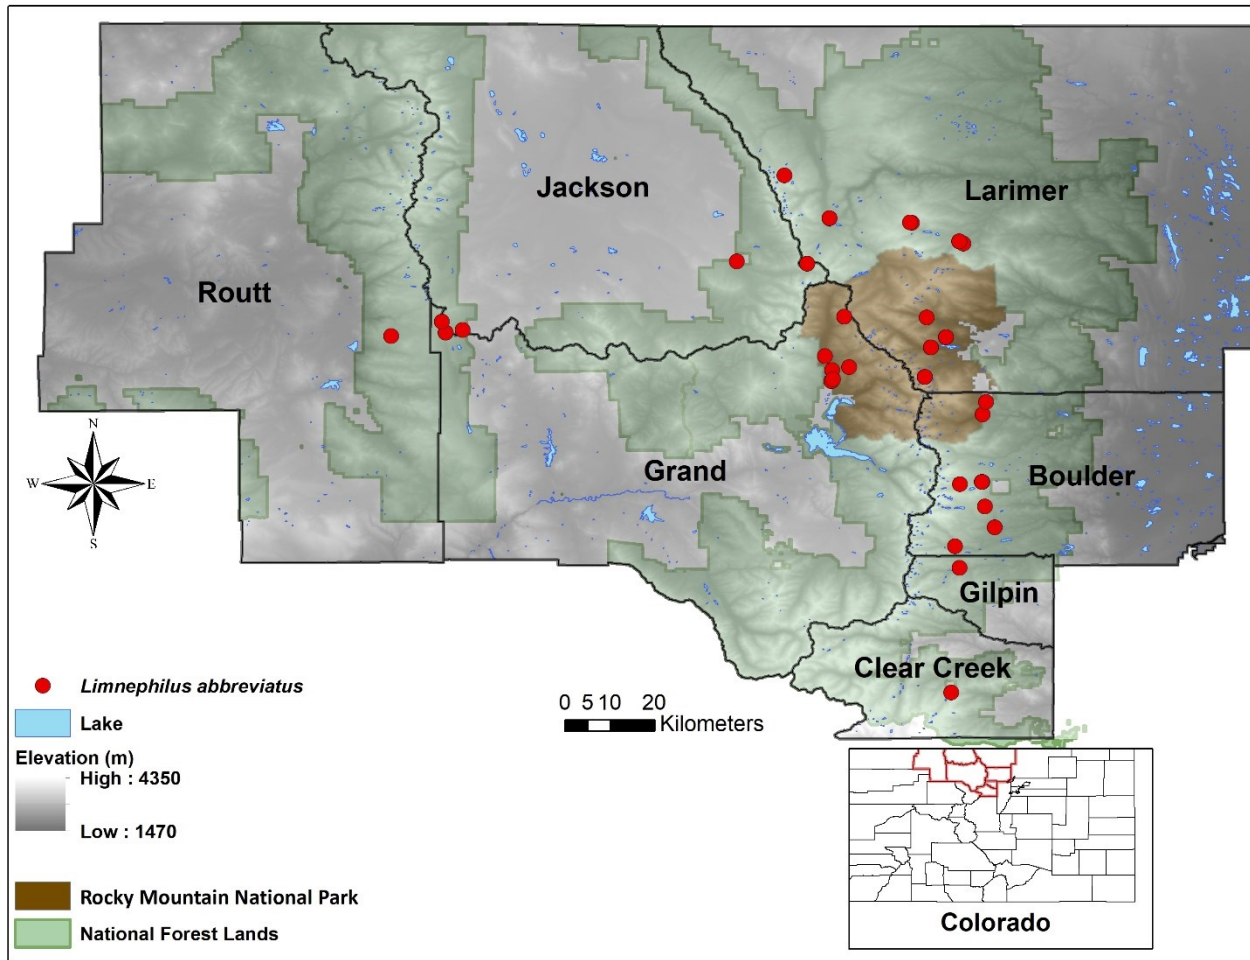 Jackson
Larimer
Routt
N
W E
S
Grand
Boulder
Gilpin
Clear Creek
Limnephilus abbreviatus
Lake
Elevation (m)
High : 4350
Low : 1470
Rocky Mountain National Park
National Forest Lands
0 5 10 20
Kilometers
Colorado